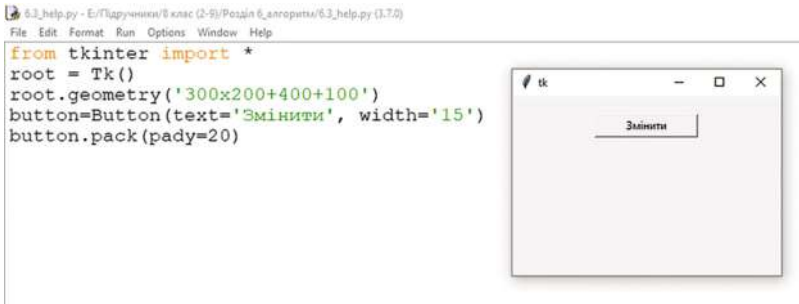 6.3_help.py - E:/Підручники/8 клас (2-9)/Розділ 6_алгоритм/6.3_help.py (3.7.0)
File Edit Format Run Options Window Help
from tkinter import *
root = Tk()
root.geometry('300x200+400+100')
button=Button(text='Змінити', width='15')
button.pack(pady=20)
tk
Змінити